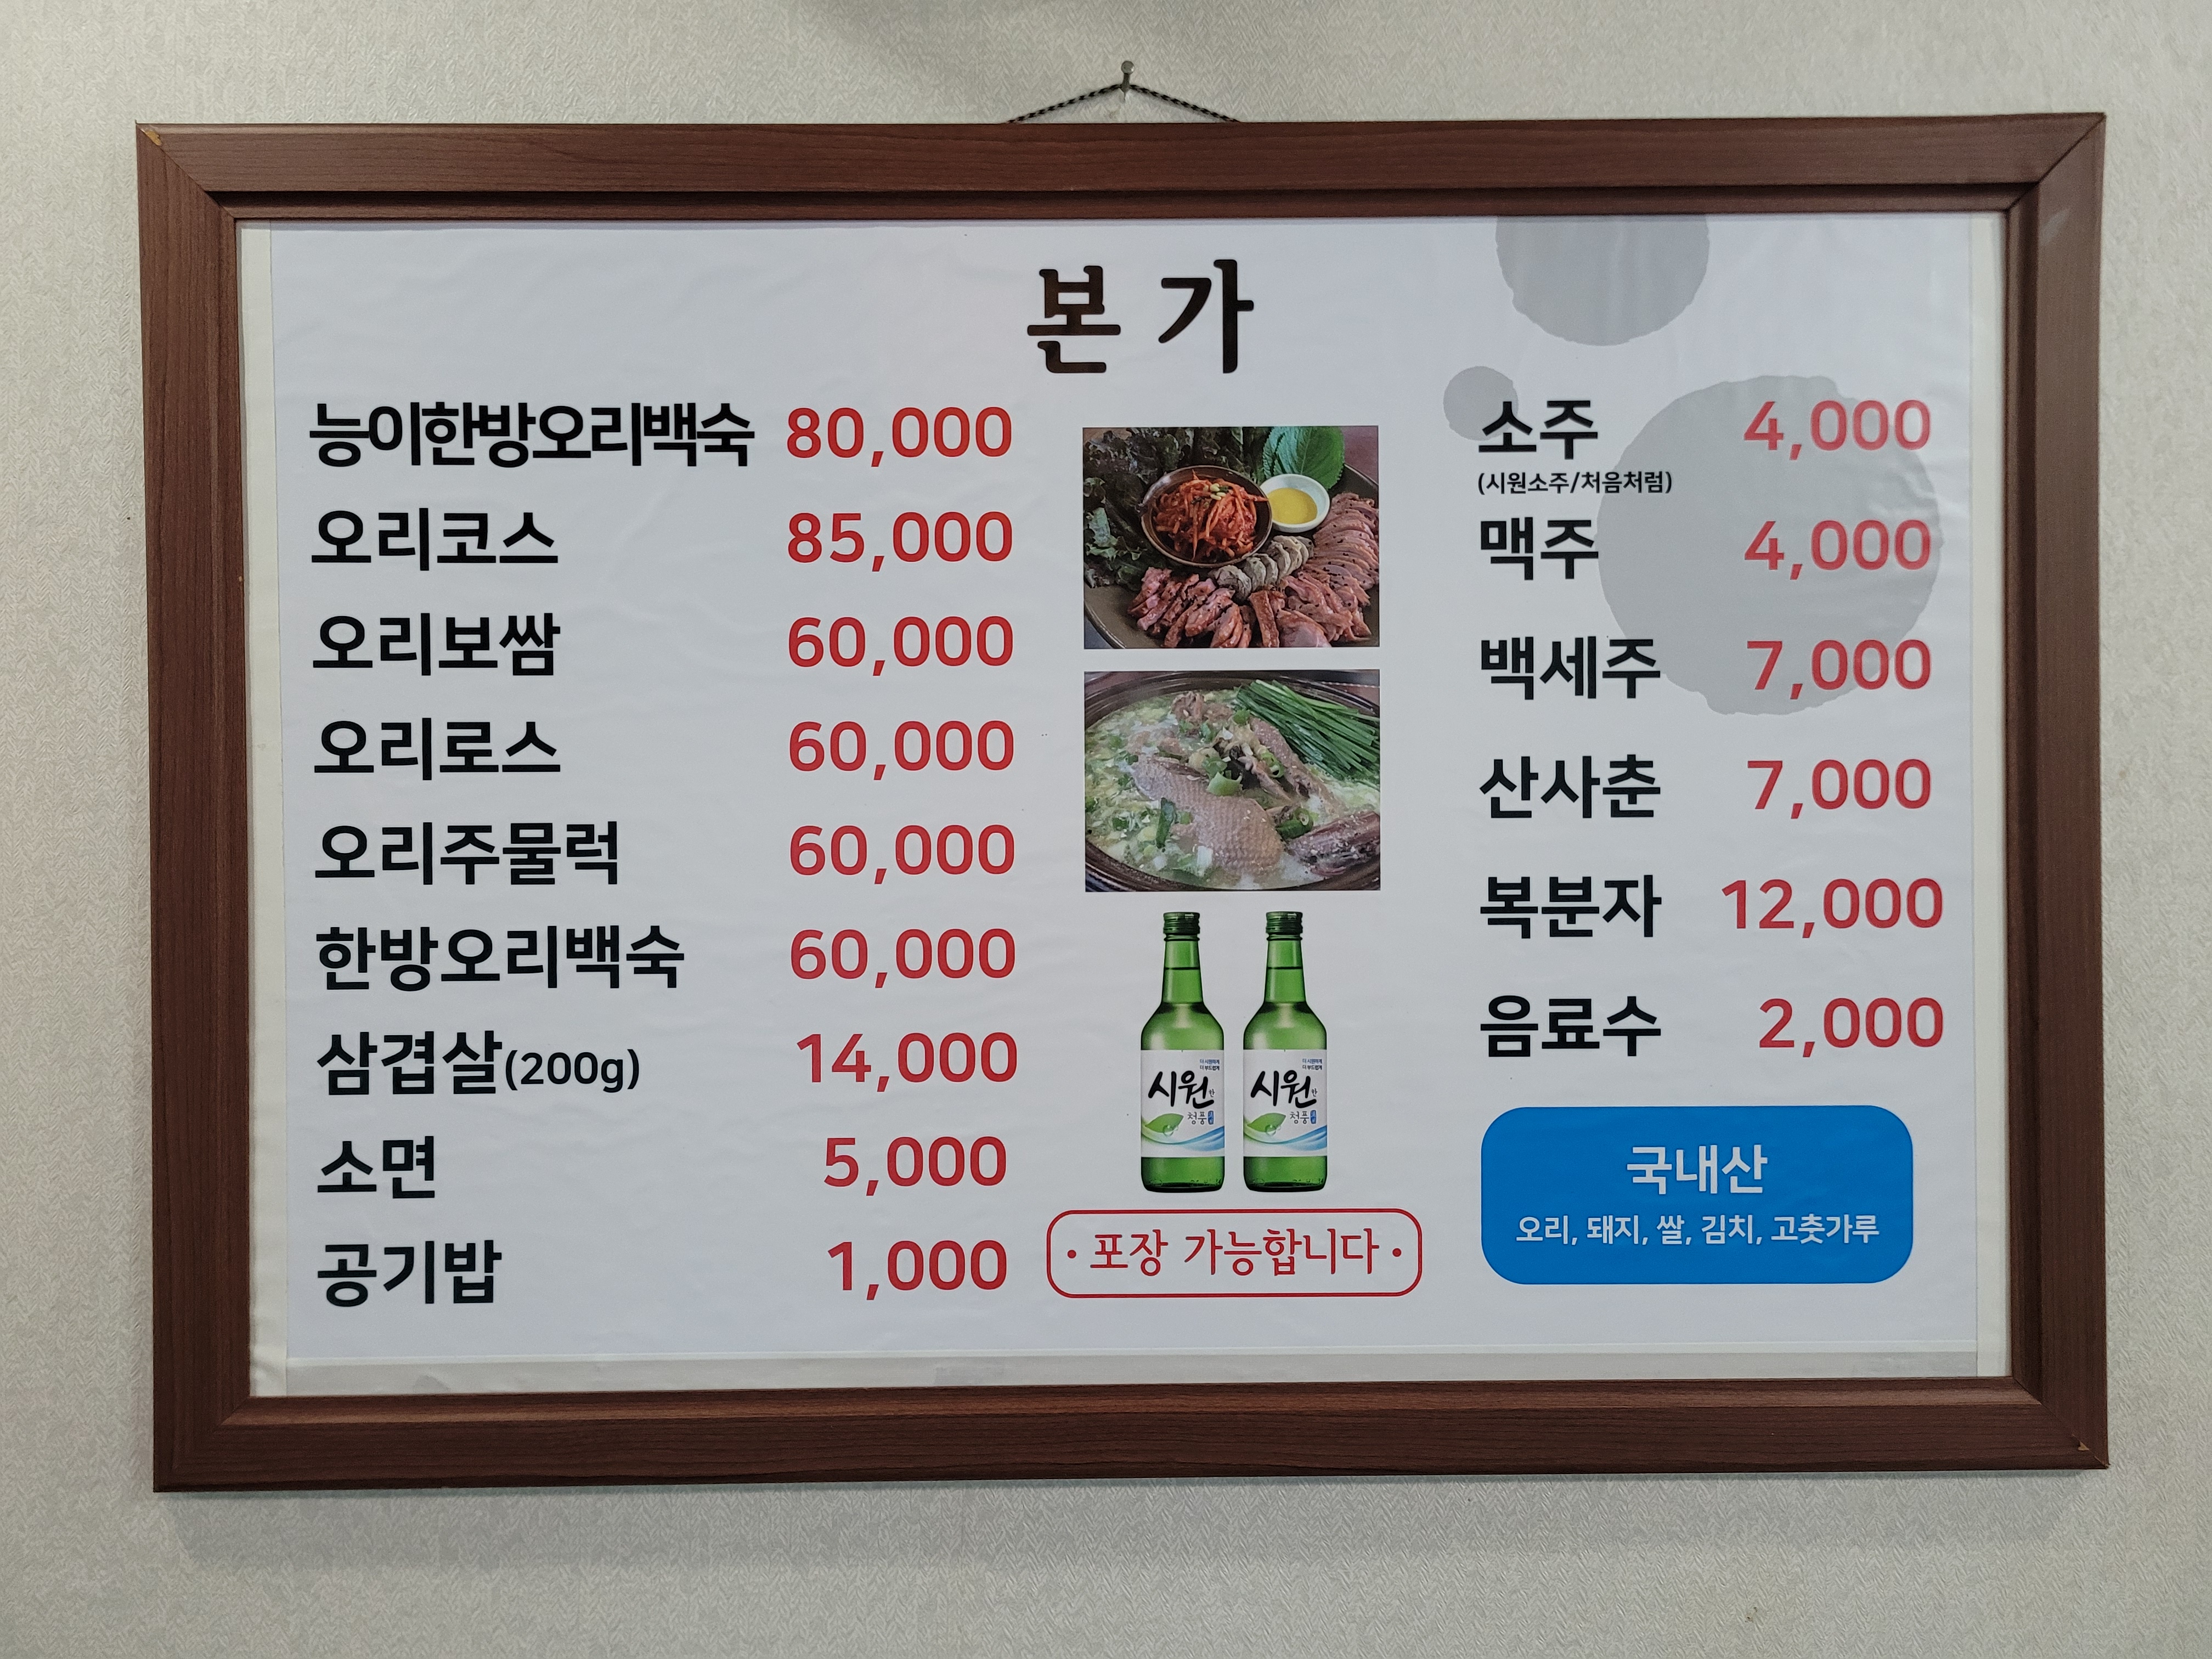 본가
능이한방오리백숙 80,000
오리코스 85,000
오리보쌈 60,000
오리로스 60,000
오리주물럭 60,000
한방오리백숙 60,000
삼겹살(200g) 14,000
소면 5,000
공기밥 1,000
시원한
청풍
시원한
청풍
• 포장 가능합니다 •
소주 4,000
(시원소주/처음처럼)
맥주 4,000
백세주 7,000
산사춘 7,000
복분자 12,000
음료수 2,000
국내산
오리, 돼지, 쌀, 김치, 고춧가루